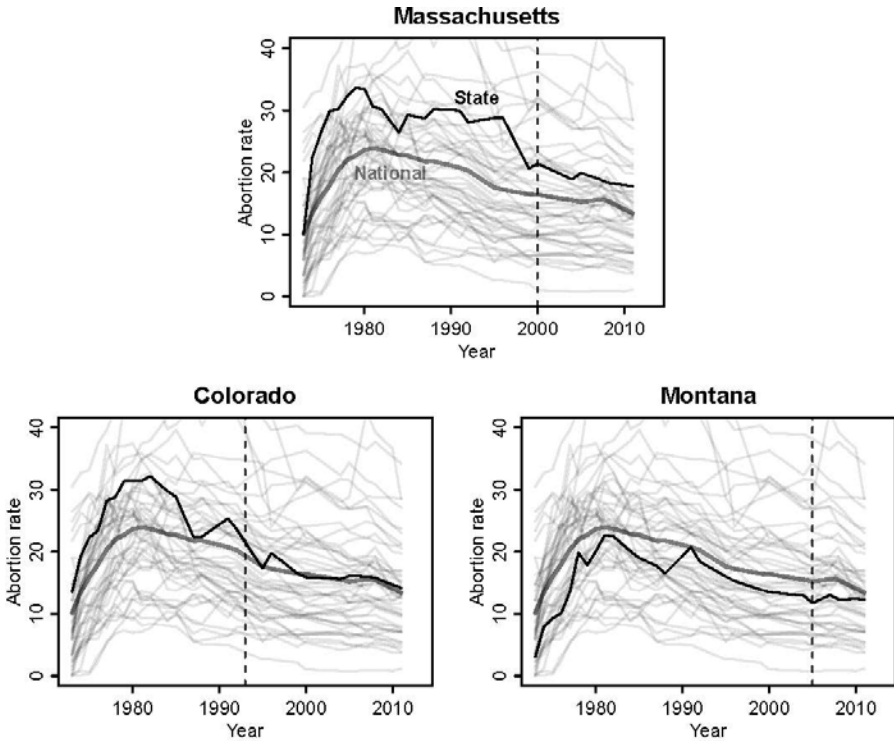 Massachusetts
Abortion rate
0 10 20 30 40
State
National
1980 1990 2000 2010
Year
Colorado
Abortion rate
0 10 20 30 40
1980 1990 2000 2010
Year
Montana
Abortion rate
0 10 20 30 40
1980 1990 2000 2010
Year